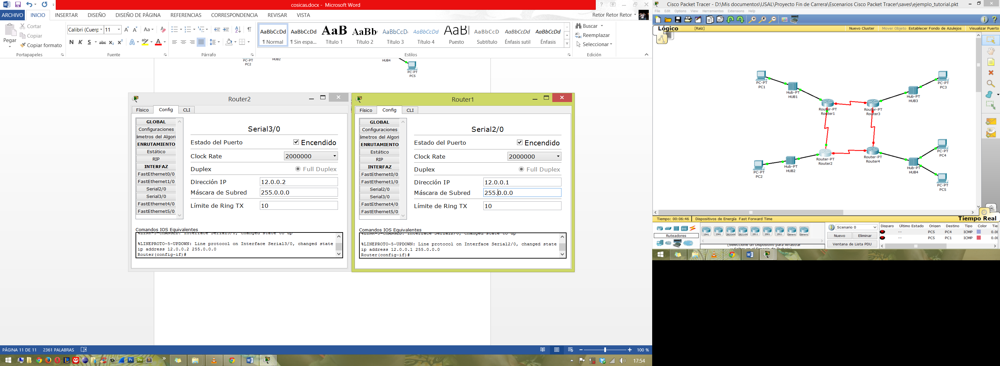 cosicas.docx - Microsoft Word
ARCHIVO INICIO INSERTAR DISEÑO DISEÑO DE PÁGINA REFERENCIAS CORRESPONDENCIA REVISAR VISTA
Retor Retor Retor
Pegar
Cortar
Copiar
Copiar formato
Portapapeles
Calibri (Cuerp 11
Aa
N K S abc X2 X2
Fuente
Párrafo
AaBbCcDd AaBbCcDd AaB AaBb AaBbCcD AaBbCcDd AaBb AaBbCcD AaBbCcDd AaBbCcDd
¶ Normal ¶ Sin espa... Título 1 Título 2 Título 3 Título 4 Puesto Subtítulo Énfasis sutil Énfasis
Estilos
Buscar
Reemplazar
Seleccionar
Edición
PC-PT
PC2
HUB2
HUB4
PC-PT
PC5
Router2
Físico Config CLI
GLOBAL
Configuraciones
ámetros del Algori
ENRUTAMIENTO
Estático
RIP
INTERFAZ
FastEthernet0/0
FastEthernet1/0
Serial2/0
Serial3/0
FastEthernet4/0
FastEthernet5/0
Serial3/0
Estado del Puerto Encendido
Clock Rate 2000000
Duplex Full Duplex
Dirección IP 12.0.0.2
Máscara de Subred 255.0.0.0
Límite de Ring TX 10
Comandos IOS Equivalentes
%LINK-5-CHANGED: Interface Serial3/0, changed state to up
%LINEPROTO-5-UPDOWN: Line protocol on Interface Serial3/0, changed state
ip address 12.0.0.2 255.0.0.0
Router(config-if)#
Router1
Físico Config CLI
GLOBAL
Configuraciones
ámetros del Algori
ENRUTAMIENTO
Estático
RIP
INTERFAZ
FastEthernet0/0
FastEthernet1/0
Serial2/0
Serial3/0
FastEthernet4/0
FastEthernet5/0
Serial2/0
Estado del Puerto Encendido
Clock Rate 2000000
Duplex Full Duplex
Dirección IP 12.0.0.1
Máscara de Subred 255.0.0.0
Límite de Ring TX 10
Comandos IOS Equivalentes
%LINK-5-CHANGED: Interface Serial2/0, changed state to up
%LINEPROTO-5-UPDOWN: Line protocol on Interface Serial2/0, changed state
ip address 12.0.0.1 255.0.0.0
Router(config-if)#
PÁGINA 11 DE 11 2361 PALABRAS
100 %
17:54
Cisco Packet Tracer - D:\Mis documentos\USAL\Proyecto Fin de Carrera\Escenarios Cisco Packet Tracer\saves\ejemplo_tutorial.pkt
File Edit Options View Herramientas Extensions Help
Lógico [Raíz] Nuevo Cluster Mover Objeto Establecer Fondo de Azulejos Visualizar Puerto
PC-PT
PC1
Hub-PT
HUB1
Router-PT
Router1
Router-PT
Router3
Hub-PT
HUB3
PC-PT
PC3
PC-PT
PC2
Hub-PT
HUB2
Router-PT
Router2
Router-PT
Router4
Hub-PT
HUB4
PC-PT
PC4
PC-PT
PC5
Tiempo: 00:06:46 Dispositivos de Energía Fast Forward Time Tiempo Real
Ruteadores
1841 1941 2620XM 2621XM 2811 2901 2911 Generic Generic
(Seleccione un Dispositivo para Arrastrar
y Soltar en el Espacio de Trabajo)
Scenario 0
Nuevo Eliminar
Ventana de Lista PDU
Disparo Último Estado Origen Destino Tipo Color Tie
-- PC5 PC4 ICMP 0.00
-- PC5 PC1 ICMP 0.00